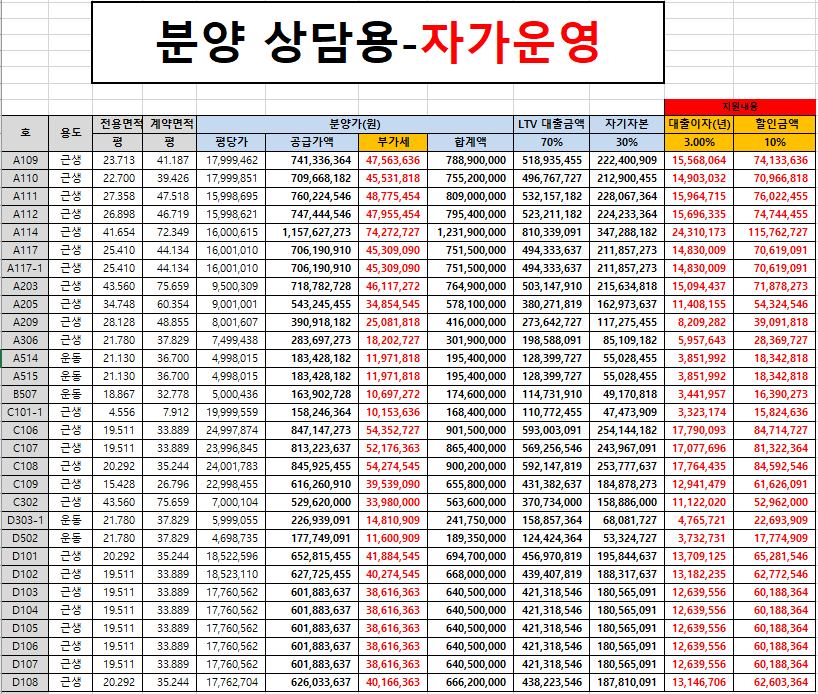 분양 상담용-자가운영
지원내용
호 용도 전용면적 계약면적 분양가(원) LTV 대출금액 자기자본 대출이자(년) 할인금액
평 평 평당가 공급가액 부가세 합계액 70% 30% 3.00% 10%
A109 근생 23.713 41.187 17,999,462 741,336,364 47,563,636 788,900,000 518,935,455 222,400,909 15,568,064 74,133,636
A110 근생 22.700 39.426 17,999,851 709,668,182 45,531,818 755,200,000 496,767,727 212,900,455 14,903,032 70,966,818
A111 근생 27.358 47.518 15,998,695 760,224,546 48,775,454 809,000,000 532,157,182 228,067,364 15,964,715 76,022,455
A112 근생 26.898 46.719 15,998,621 747,444,546 47,955,454 795,400,000 523,211,182 224,233,364 15,696,335 74,744,455
A114 근생 41.654 72.349 16,000,615 1,157,627,273 74,272,727 1,231,900,000 810,339,091 347,288,182 24,310,173 115,762,727
A117 근생 25.410 44.134 16,001,010 706,190,910 45,309,090 751,500,000 494,333,637 211,857,273 14,830,009 70,619,091
A117-1 근생 25.410 44.134 16,001,010 706,190,910 45,309,090 751,500,000 494,333,637 211,857,273 14,830,009 70,619,091
A203 근생 43.560 75.659 9,500,309 718,782,728 46,117,272 764,900,000 503,147,910 215,634,818 15,094,437 71,878,273
A205 근생 34.748 60.354 9,001,001 543,245,455 34,854,545 578,100,000 380,271,819 162,973,637 11,408,155 54,324,546
A209 근생 28.128 48.855 8,001,607 390,918,182 25,081,818 416,000,000 273,642,727 117,275,455 8,209,282 39,091,818
A306 근생 21.780 37.829 7,499,438 283,697,273 18,202,727 301,900,000 198,588,091 85,109,182 5,957,643 28,369,727
A514 운동 21.130 36.700 4,998,015 183,428,182 11,971,818 195,400,000 128,399,727 55,028,455 3,851,992 18,342,818
A515 운동 21.130 36.700 4,998,015 183,428,182 11,971,818 195,400,000 128,399,727 55,028,455 3,851,992 18,342,818
B507 운동 18.867 32.778 5,000,436 163,902,728 10,697,272 174,600,000 114,731,910 49,170,818 3,441,957 16,390,273
C101-1 근생 4.556 7.912 19,999,559 158,246,364 10,153,636 168,400,000 110,772,455 47,473,909 3,323,174 15,824,636
C106 근생 19.511 33.889 24,997,874 847,147,273 54,352,727 901,500,000 593,003,091 254,144,182 17,790,093 84,714,727
C107 근생 19.511 33.889 23,996,845 813,223,637 52,176,363 865,400,000 569,256,546 243,967,091 17,077,696 81,322,364
C108 근생 20.292 35.244 24,001,783 845,925,455 54,274,545 900,200,000 592,147,819 253,777,637 17,764,435 84,592,546
C109 근생 15.428 26.796 22,998,455 616,260,910 39,539,090 655,800,000 431,382,637 184,878,273 12,941,479 61,626,091
C302 근생 43.560 75.659 7,000,104 529,620,000 33,980,000 563,600,000 370,734,000 158,886,000 11,122,020 52,962,000
D303-1 운동 21.780 37.829 5,999,055 226,939,091 14,810,909 241,750,000 158,857,364 68,081,727 4,765,721 22,693,909
D502 운동 21.780 37.829 4,698,735 177,749,091 11,600,909 189,350,000 124,424,364 53,324,727 3,732,731 17,774,909
D101 근생 20.292 35.244 18,522,596 652,815,455 41,884,545 694,700,000 456,970,819 195,844,637 13,709,125 65,281,546
D102 근생 19.511 33.889 18,523,110 627,725,455 40,274,545 668,000,000 439,407,819 188,317,637 13,182,235 62,772,546
D103 근생 19.511 33.889 17,760,562 601,883,637 38,616,363 640,500,000 421,318,546 180,565,091 12,639,556 60,188,364
D104 근생 19.511 33.889 17,760,562 601,883,637 38,616,363 640,500,000 421,318,546 180,565,091 12,639,556 60,188,364
D105 근생 19.511 33.889 17,760,562 601,883,637 38,616,363 640,500,000 421,318,546 180,565,091 12,639,556 60,188,364
D106 근생 19.511 33.889 17,760,562 601,883,637 38,616,363 640,500,000 421,318,546 180,565,091 12,639,556 60,188,364
D107 근생 19.511 33.889 17,760,562 601,883,637 38,616,363 640,500,000 421,318,546 180,565,091 12,639,556 60,188,364
D108 근생 20.292 35.244 17,762,704 626,033,637 40,166,363 666,200,000 438,223,546 187,810,091 13,146,706 62,603,364